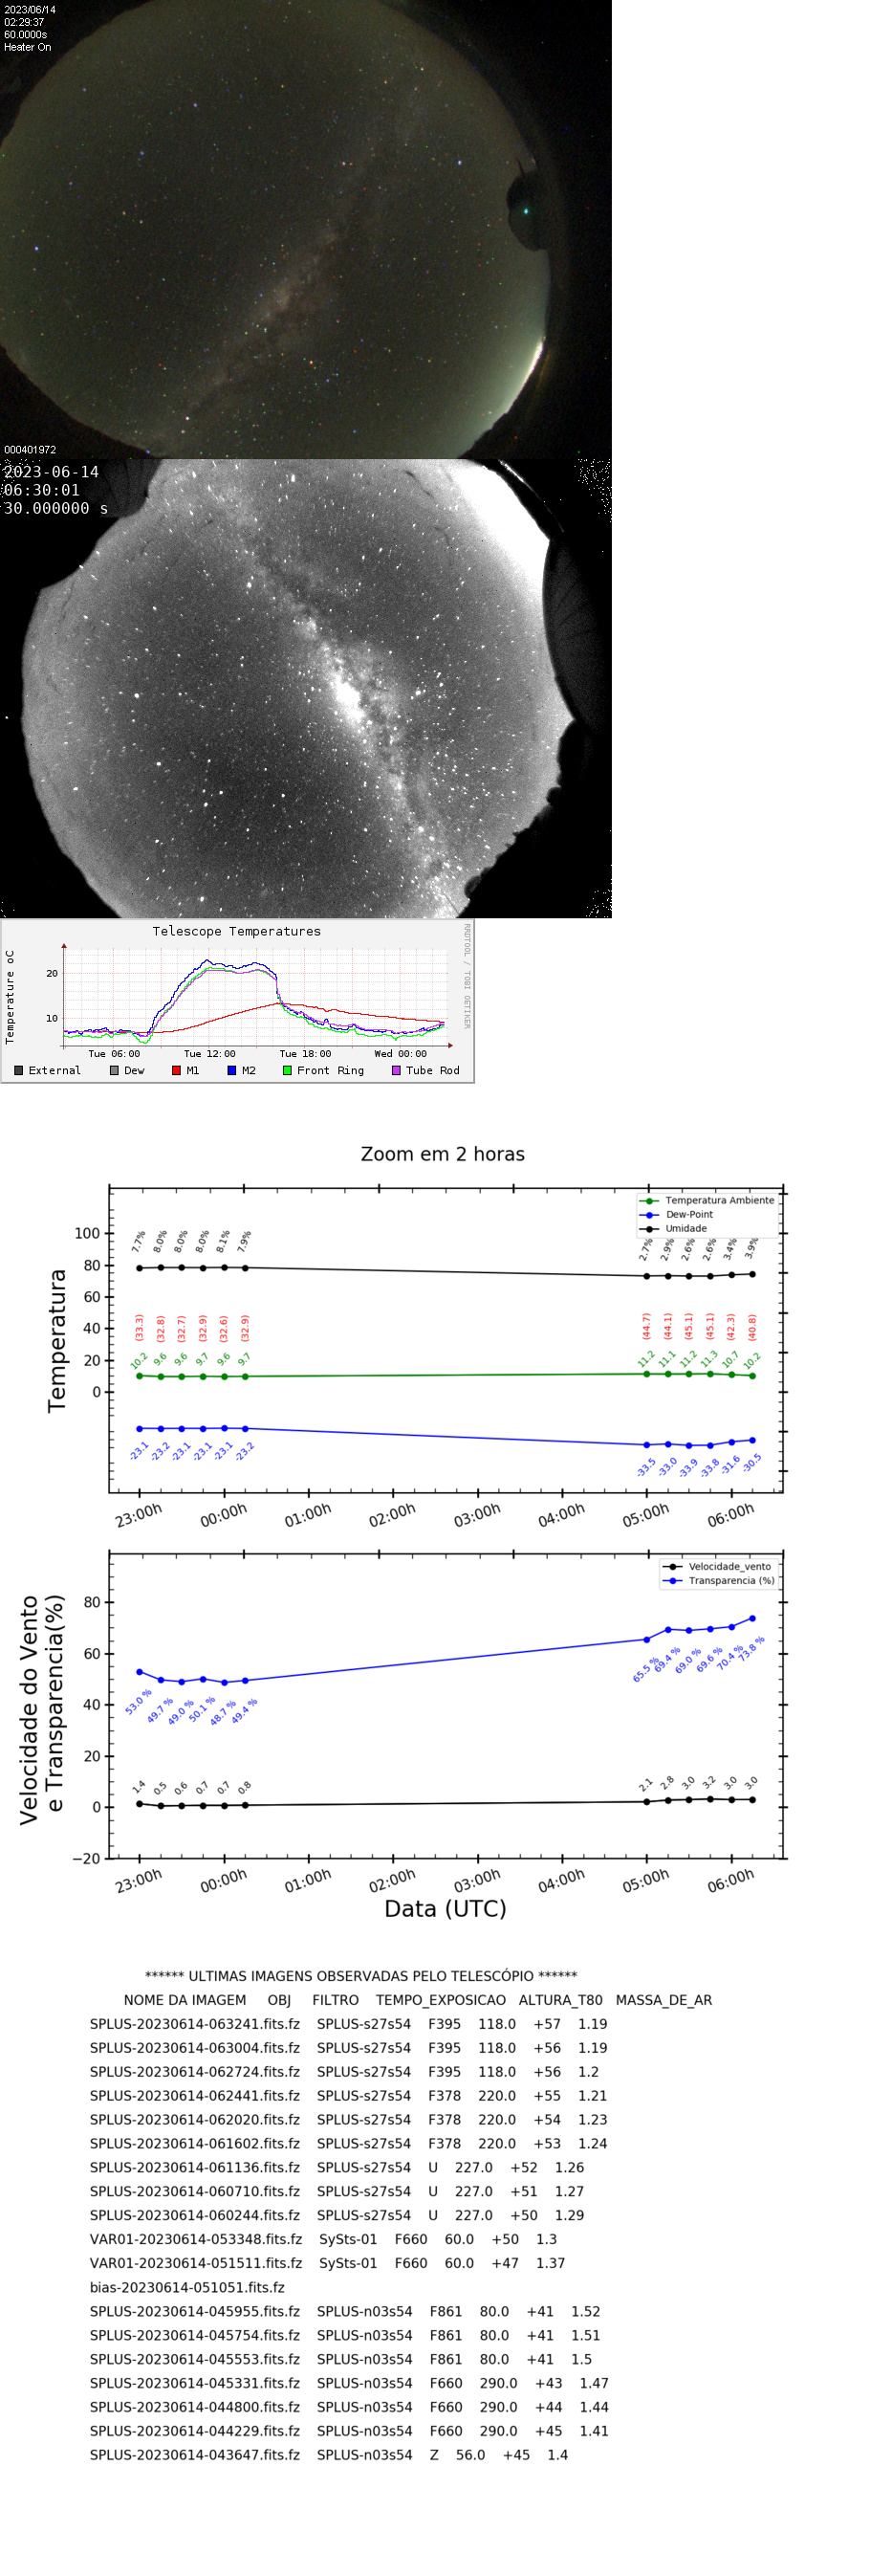 2023/06/14
02:29:37
60.0000s
Heater On
000401972
2023-06-14
06:30:01
30.000000 s
Telescope Temperatures
RRDTOOL / TOBI OETIKER
Temperature oC
20
10
Tue 06:00 Tue 12:00 Tue 18:00 Wed 00:00
External Dew M1 M2 Front Ring Tube Rod
Zoom em 2 horas
Temperatura
Temperatura Ambiente
Dew-Point
Umidade
100
80
60
40
20
0
7.7% 8.0% 8.0% 8.0% 8.1% 7.9% 2.7% 2.9% 2.6% 2.6% 3.4% 3.9%
(33.3) (32.8) (32.7) (32.9) (32.6) (32.9) (44.7) (44.1) (45.1) (45.1) (42.3) (40.8)
10.2 9.6 9.6 9.7 9.6 9.7 11.2 11.1 11.2 11.3 10.7 10.2
-23.1 -23.2 -23.1 -23.1 -23.1 -23.2 -33.5 -33.0 -33.9 -33.8 -31.6 -30.5
23:00h 00:00h 01:00h 02:00h 03:00h 04:00h 05:00h 06:00h
Velocidade do Vento
e Transparencia(%)
Velocidade_vento
Transparencia (%)
80
60
40
20
0
−20
53.0 % 49.7 % 49.0 % 50.1 % 48.7 % 49.4 % 65.5 % 69.4 % 69.0 % 69.6 % 70.4 % 73.8 %
1.4 0.5 0.6 0.7 0.7 0.8 2.1 2.8 3.0 3.2 3.0 3.0
23:00h 00:00h 01:00h 02:00h 03:00h 04:00h 05:00h 06:00h
Data (UTC)
****** ULTIMAS IMAGENS OBSERVADAS PELO TELESCÓPIO ******
NOME DA IMAGEM OBJ FILTRO TEMPO_EXPOSICAO ALTURA_T80 MASSA_DE_AR
SPLUS-20230614-063241.fits.fz SPLUS-s27s54 F395 118.0 +57 1.19
SPLUS-20230614-063004.fits.fz SPLUS-s27s54 F395 118.0 +56 1.19
SPLUS-20230614-062724.fits.fz SPLUS-s27s54 F395 118.0 +56 1.2
SPLUS-20230614-062441.fits.fz SPLUS-s27s54 F378 220.0 +55 1.21
SPLUS-20230614-062020.fits.fz SPLUS-s27s54 F378 220.0 +54 1.23
SPLUS-20230614-061602.fits.fz SPLUS-s27s54 F378 220.0 +53 1.24
SPLUS-20230614-061136.fits.fz SPLUS-s27s54 U 227.0 +52 1.26
SPLUS-20230614-060710.fits.fz SPLUS-s27s54 U 227.0 +51 1.27
SPLUS-20230614-060244.fits.fz SPLUS-s27s54 U 227.0 +50 1.29
VAR01-20230614-053348.fits.fz SySts-01 F660 60.0 +50 1.3
VAR01-20230614-051511.fits.fz SySts-01 F660 60.0 +47 1.37
bias-20230614-051051.fits.fz
SPLUS-20230614-045955.fits.fz SPLUS-n03s54 F861 80.0 +41 1.52
SPLUS-20230614-045754.fits.fz SPLUS-n03s54 F861 80.0 +41 1.51
SPLUS-20230614-045553.fits.fz SPLUS-n03s54 F861 80.0 +41 1.5
SPLUS-20230614-045331.fits.fz SPLUS-n03s54 F660 290.0 +43 1.47
SPLUS-20230614-044800.fits.fz SPLUS-n03s54 F660 290.0 +44 1.44
SPLUS-20230614-044229.fits.fz SPLUS-n03s54 F660 290.0 +45 1.41
SPLUS-20230614-043647.fits.fz SPLUS-n03s54 Z 56.0 +45 1.4